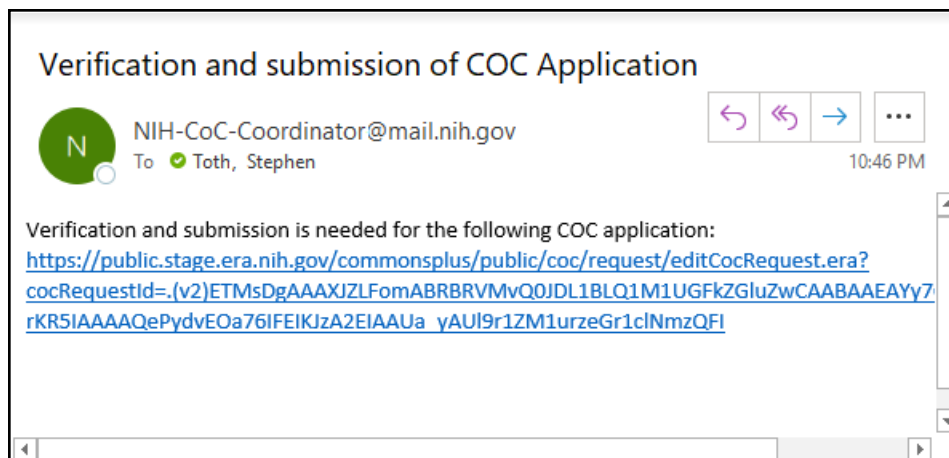 Verification and submission of COC Application
N
NIH-CoC-Coordinator@mail.nih.gov
To Toth, Stephen
10:46 PM
Verification and submission is needed for the following COC application:
https://public.stage.era.nih.gov/commonsplus/public/coc/request/editCocRequest.era?
cocRequestId=.(v2)ETMsDgAAAXJZLFomABRBRVMvQ0JDL1BLQ1M1UGFkZGluZwCAABAAEAYy7
rKR5IAAAAQePydvEOa76IFEIKJzA2EIAAUa_yAUl9r1ZM1urzeGr1clNmzQFI